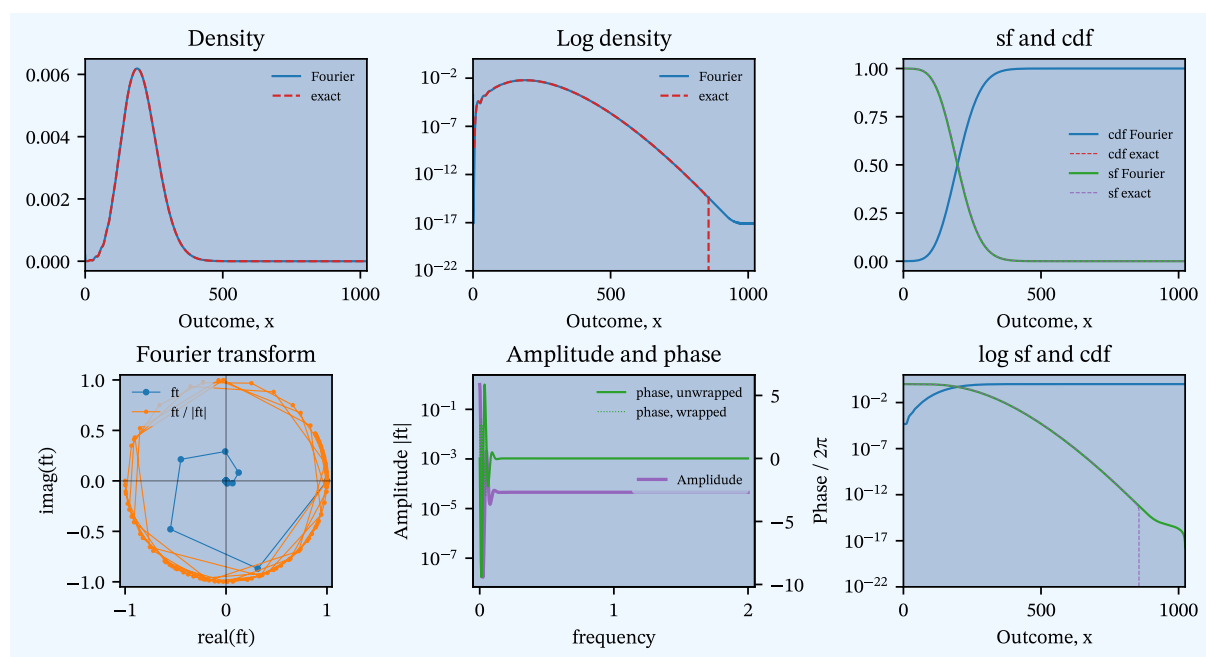 Density
0.006
0.004
0.002
0.000
0
500
1000
Outcome, x
Fourier
exact
Log density
10−2
10−7
10−12
10−17
10−22
0
500
1000
Outcome, x
Fourier
exact
sf and cdf
1.00
0.75
0.50
0.25
0.00
0
500
1000
Outcome, x
cdf Fourier
cdf exact
sf Fourier
sf exact
Fourier transform
imag(ft)
1.0
0.5
0.0
−0.5
−1.0
−1
0
1
real(ft)
ft
ft / |ft|
Amplitude and phase
Amplitude |ft|
10−1
10−3
10−5
10−7
0
1
2
frequency
phase, unwrapped
phase, wrapped
Amplidude
5
0
−5
−10
Phase / 2π
log sf and cdf
10−2
10−7
10−12
10−17
10−22
0
500
1000
Outcome, x